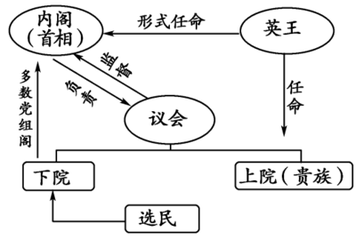 内阁
(首相)
形式任命
英王
监督
负责
多数党组阁
任命
议会
下院
上院(贵族)
选民